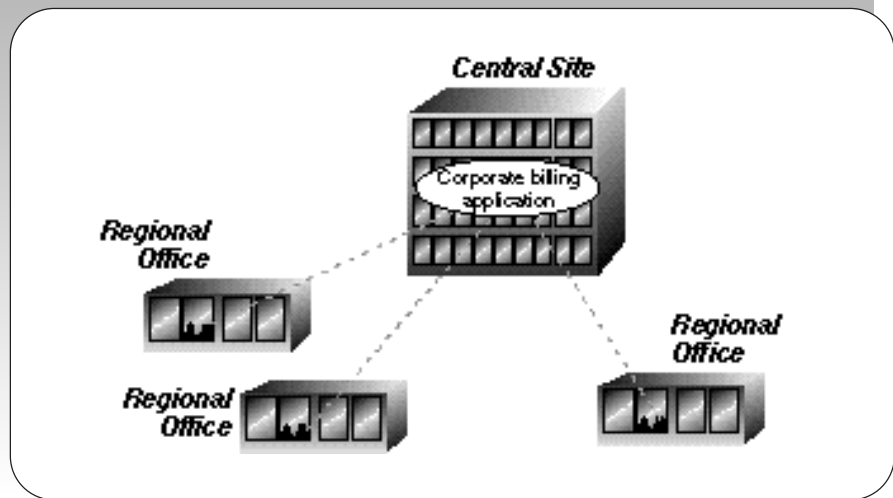 Central Site
Corporate billing
application
Regional
Office
Regional
Office
Regional
Office